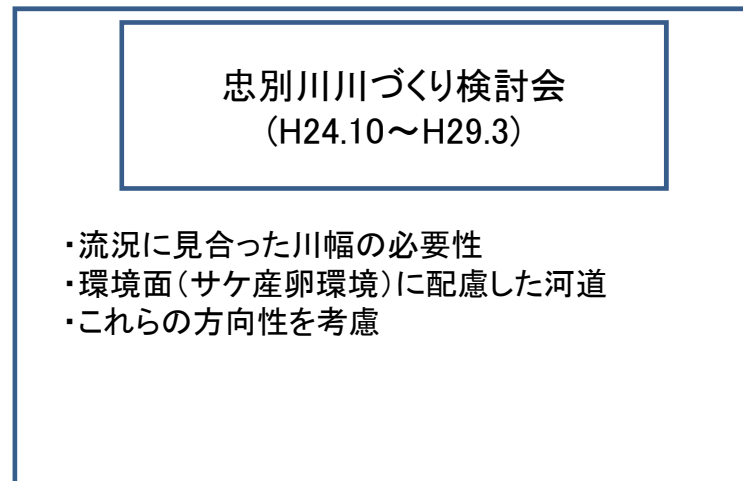 忠別川川づくり検討会
(H24.10～H29.3)
・流況に見合った川幅の必要性
・環境面(サケ産卵環境)に配慮した河道
・これらの方向性を考慮